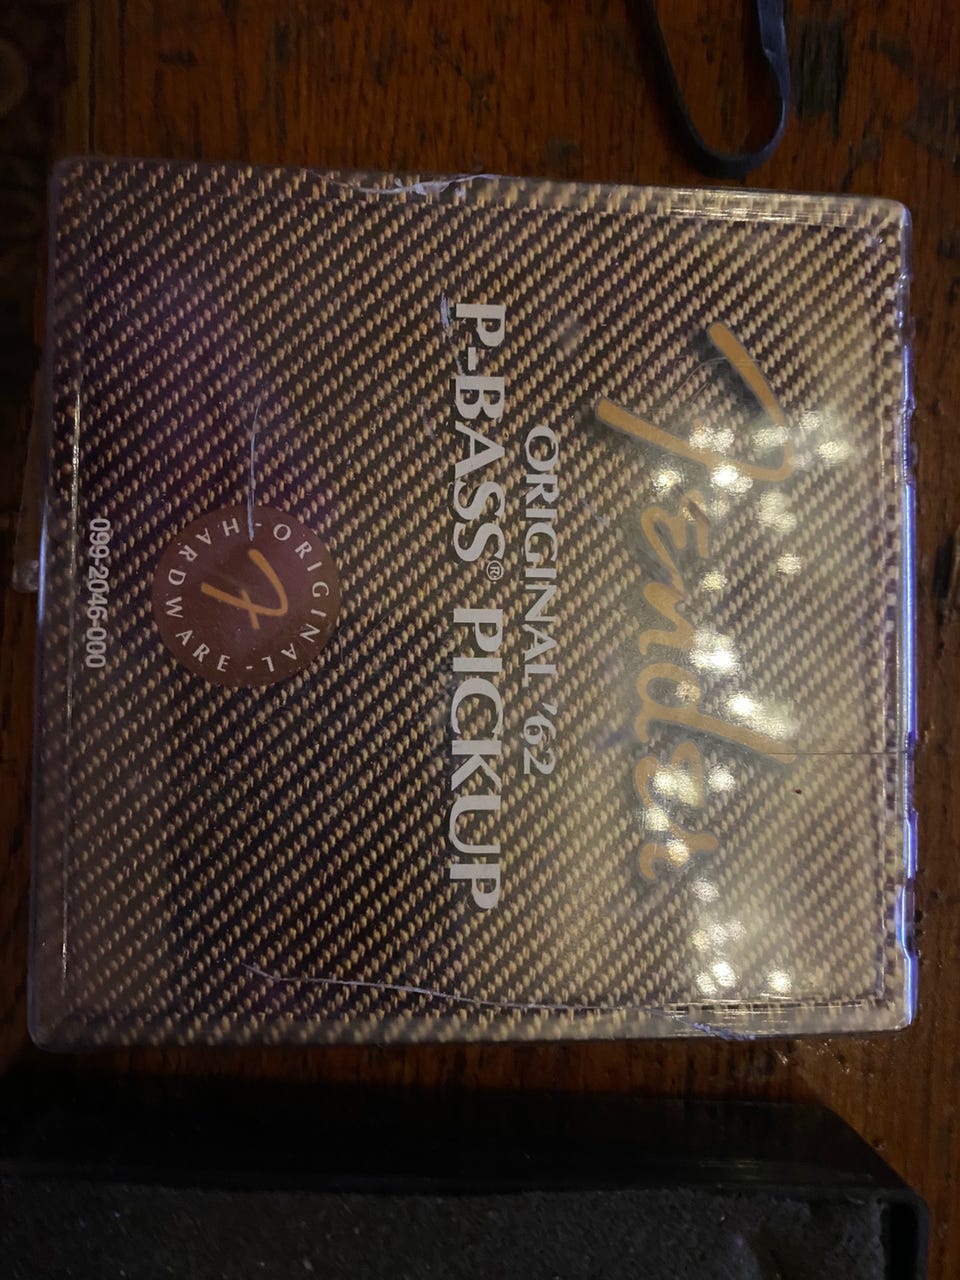 Fender
ORIGINAL '62
P-BASS® PICKUP
ORIGINAL - HARDWARE -
F
099-2046-000